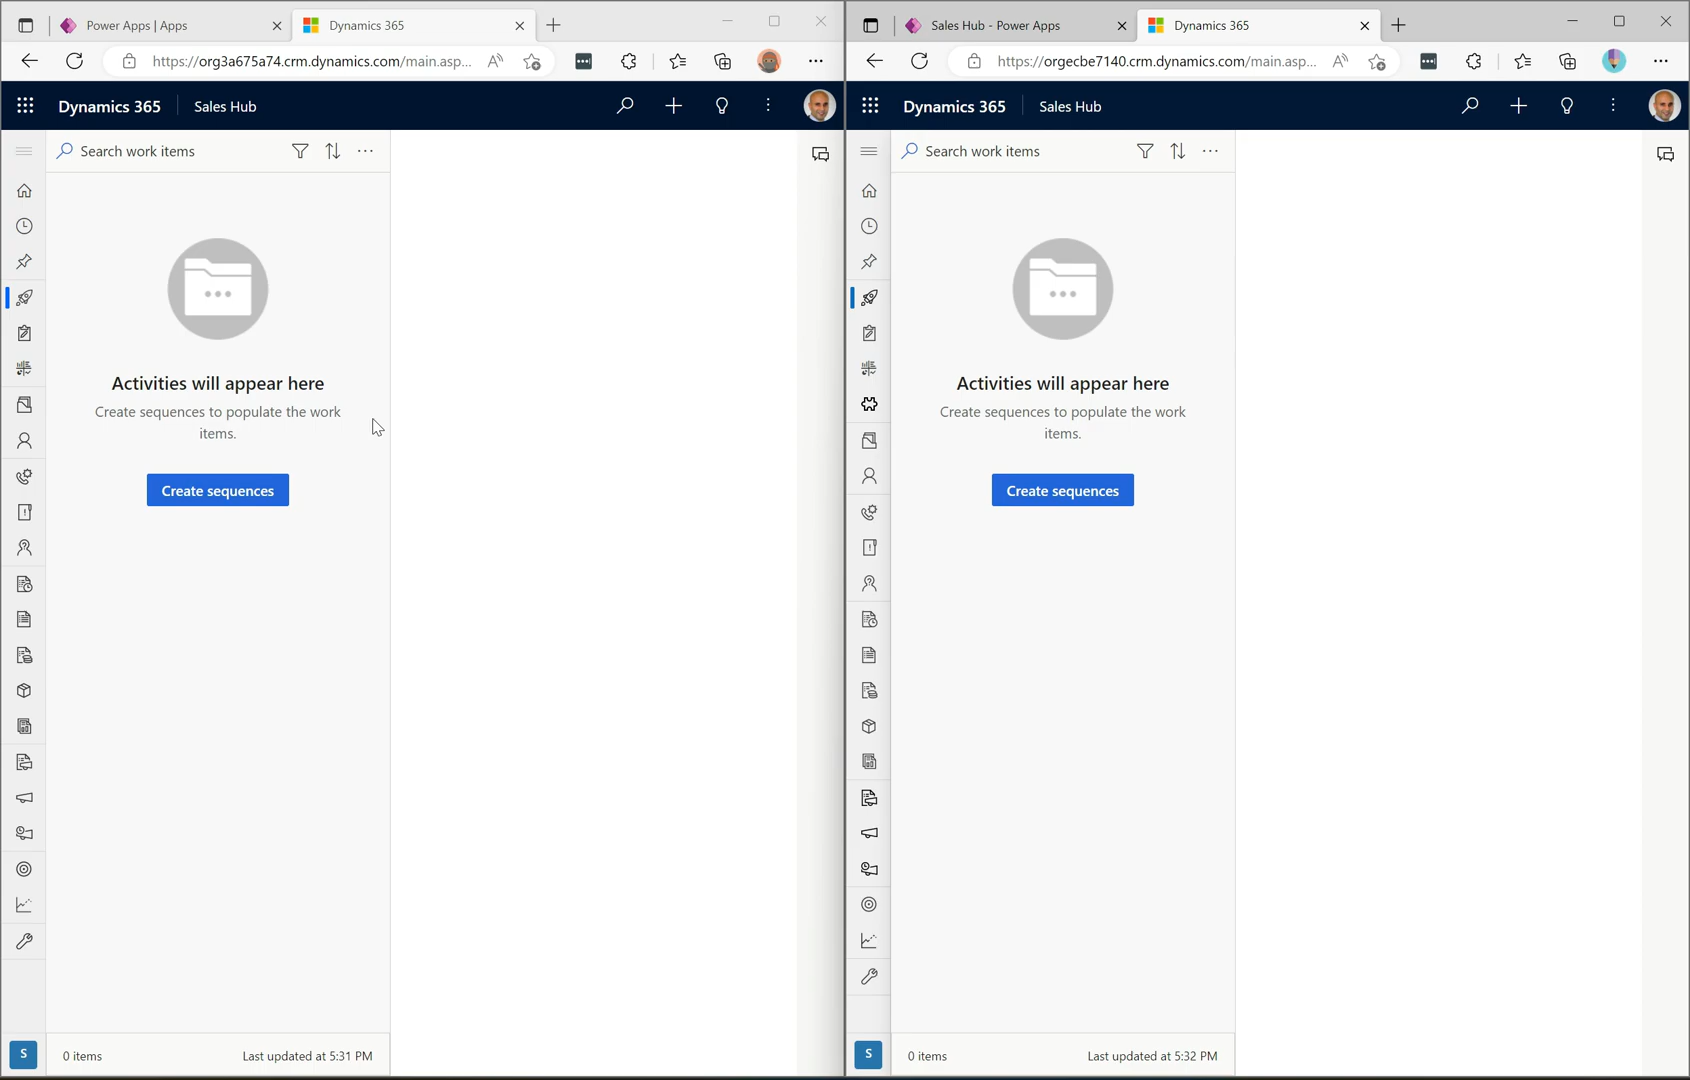 Power Apps | Apps
Dynamics 365
https://org3a675a74.crm.dynamics.com/main.asp...
Dynamics 365
Sales Hub
Search work items
Activities will appear here
Create sequences to populate the work
items.
Create sequences
S
0 items
Last updated at 5:31 PM
Sales Hub - Power Apps
Dynamics 365
https://orgecbe7140.crm.dynamics.com/main.asp...
Dynamics 365
Sales Hub
Search work items
Activities will appear here
Create sequences to populate the work
items.
Create sequences
S
0 items
Last updated at 5:32 PM